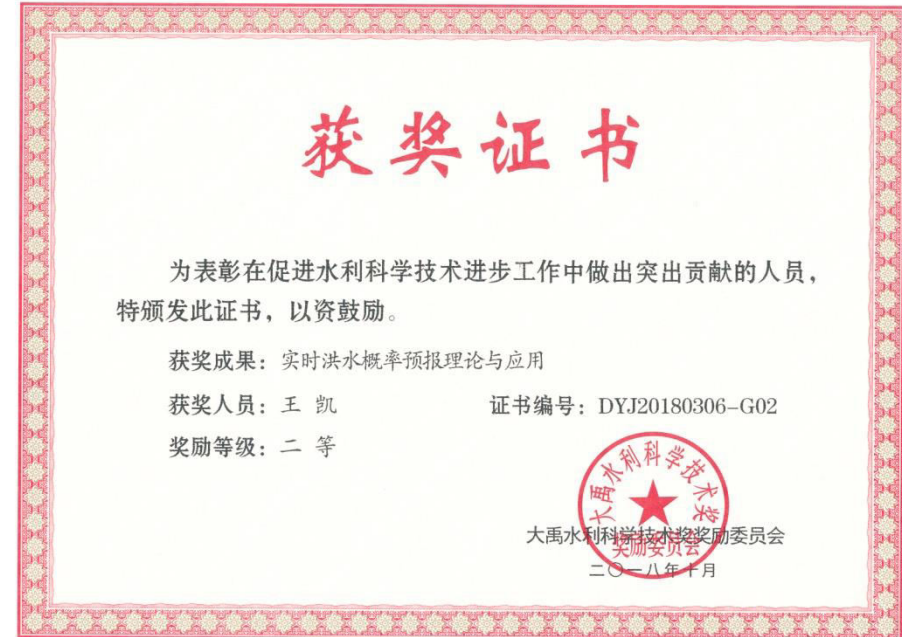 获奖证书
为表彰在促进水利科学技术进步工作中做出突出贡献的人员，
特颁发此证书，以资鼓励。
获奖成果：实时洪水概率预报理论与应用
获奖人员：王 凯
证书编号：DYJ20180306-G02
奖励等级：二 等
大禹水利科学技术奖
奖励委员会
大禹水利科学技术奖奖励委员会
二〇一八年十月